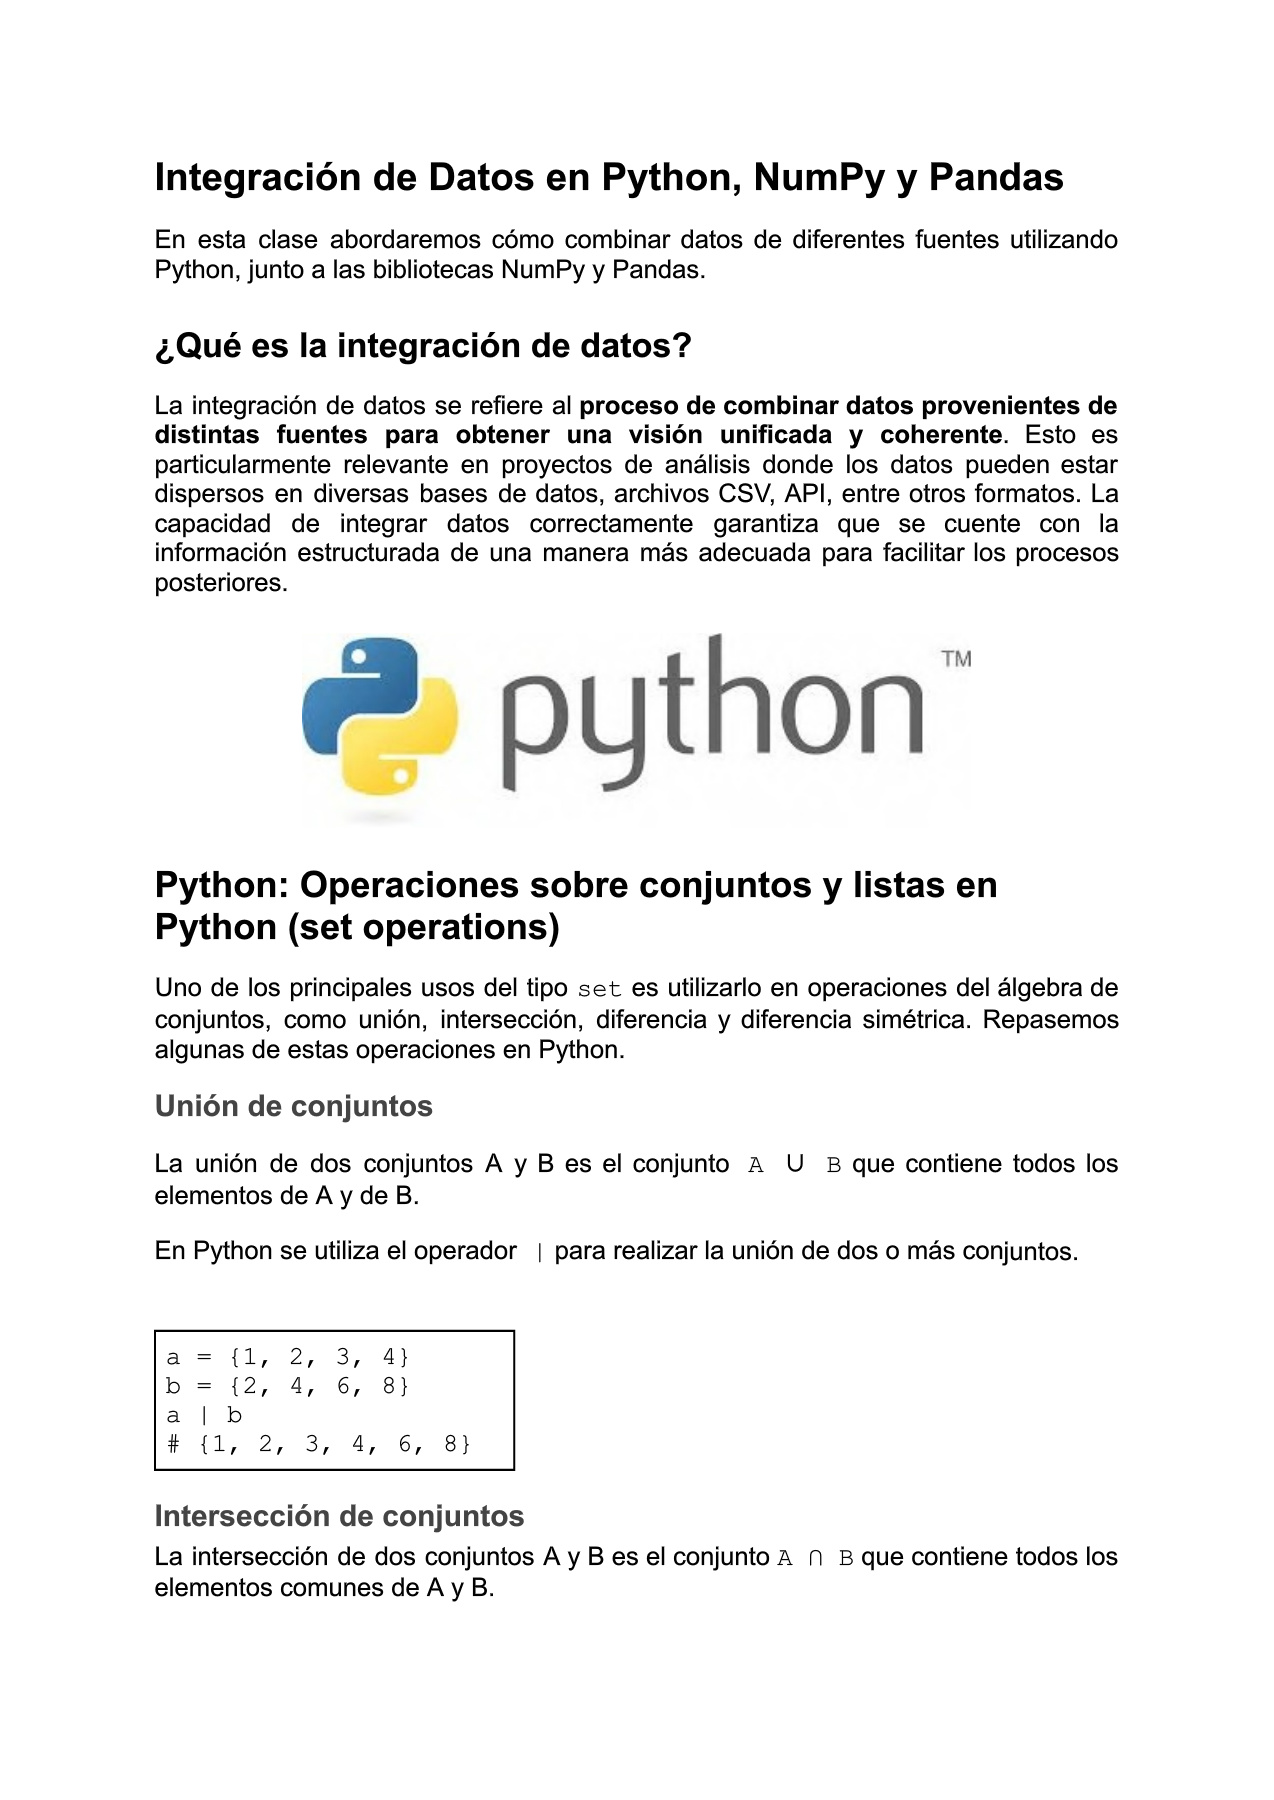 Integración de Datos en Python, NumPy y Pandas
En esta clase abordaremos cómo combinar datos de diferentes fuentes utilizando
Python, junto a las bibliotecas NumPy y Pandas.
¿Qué es la integración de datos?
La integración de datos se refiere al proceso de combinar datos provenientes de
distintas fuentes para obtener una visión unificada y coherente. Esto es
particularmente relevante en proyectos de análisis donde los datos pueden estar
dispersos en diversas bases de datos, archivos CSV, API, entre otros formatos. La
capacidad de integrar datos correctamente garantiza que se cuente con la
información estructurada de una manera más adecuada para facilitar los procesos
posteriores.
python TM
Python: Operaciones sobre conjuntos y listas en
Python (set operations)
Uno de los principales usos del tipo set es utilizarlo en operaciones del álgebra de
conjuntos, como unión, intersección, diferencia y diferencia simétrica. Repasemos
algunas de estas operaciones en Python.
Unión de conjuntos
La unión de dos conjuntos A y B es el conjunto A ∪ B que contiene todos los
elementos de A y de B.
En Python se utiliza el operador | para realizar la unión de dos o más conjuntos.
a = {1, 2, 3, 4}
b = {2, 4, 6, 8}
a | b
# {1, 2, 3, 4, 6, 8}
Intersección de conjuntos
La intersección de dos conjuntos A y B es el conjunto A ∩ B que contiene todos los
elementos comunes de A y B.